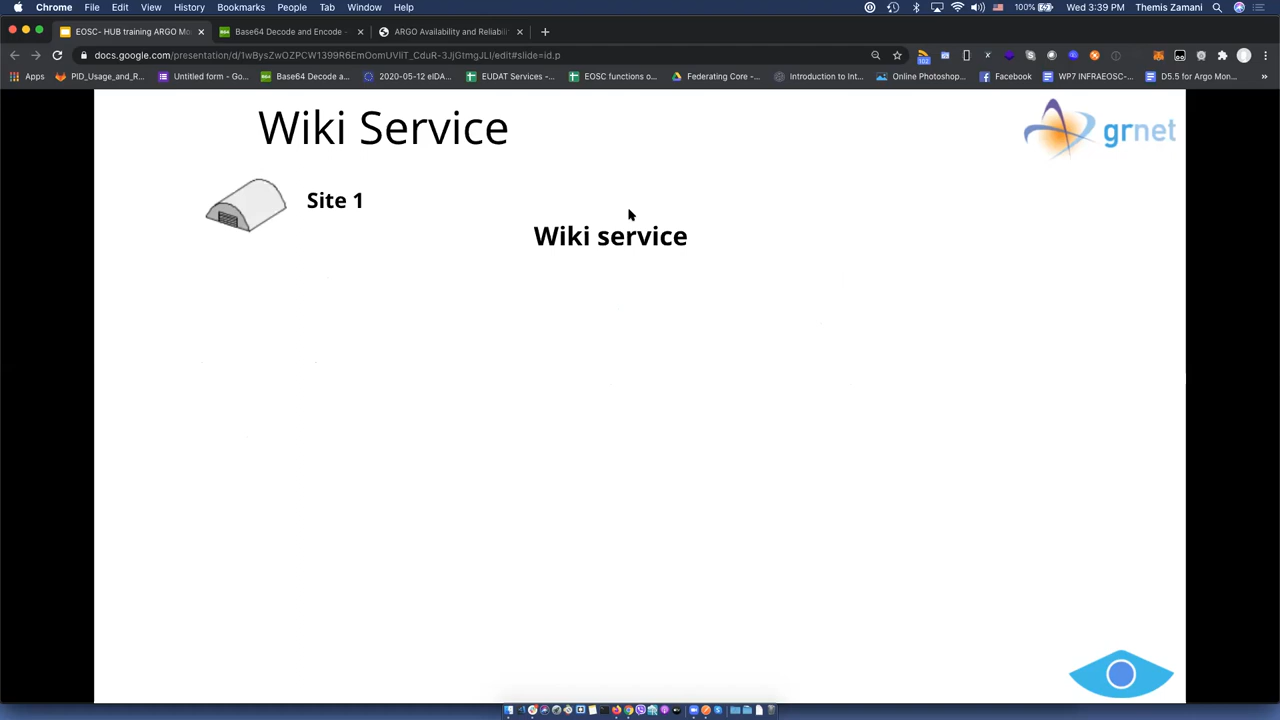 Chrome File Edit View History Bookmarks People Tab Window Help 100% Wed 3:39 PM Themis Zamani
EOSC- HUB training ARGO Mo Base64 Decode and Encode - ARGO Availability and Reliabili
docs.google.com/presentation/d/1wBysZwOZPCW1399R6EmOomUVliT_CduR-3JjGtmgJLI/edit#slide=id.p 102
Apps PID_Usage_and_R... Untitled form - Go... Base64 Decode a... 2020-05-12 eIDA... EUDAT Services -... EOSC functions o... Federating Core -... Introduction to Int... Online Photoshop... Facebook WP7 INFRAEOSC-... D5.5 for Argo Mon... »
Wiki Service
grnet
Site 1
Wiki service